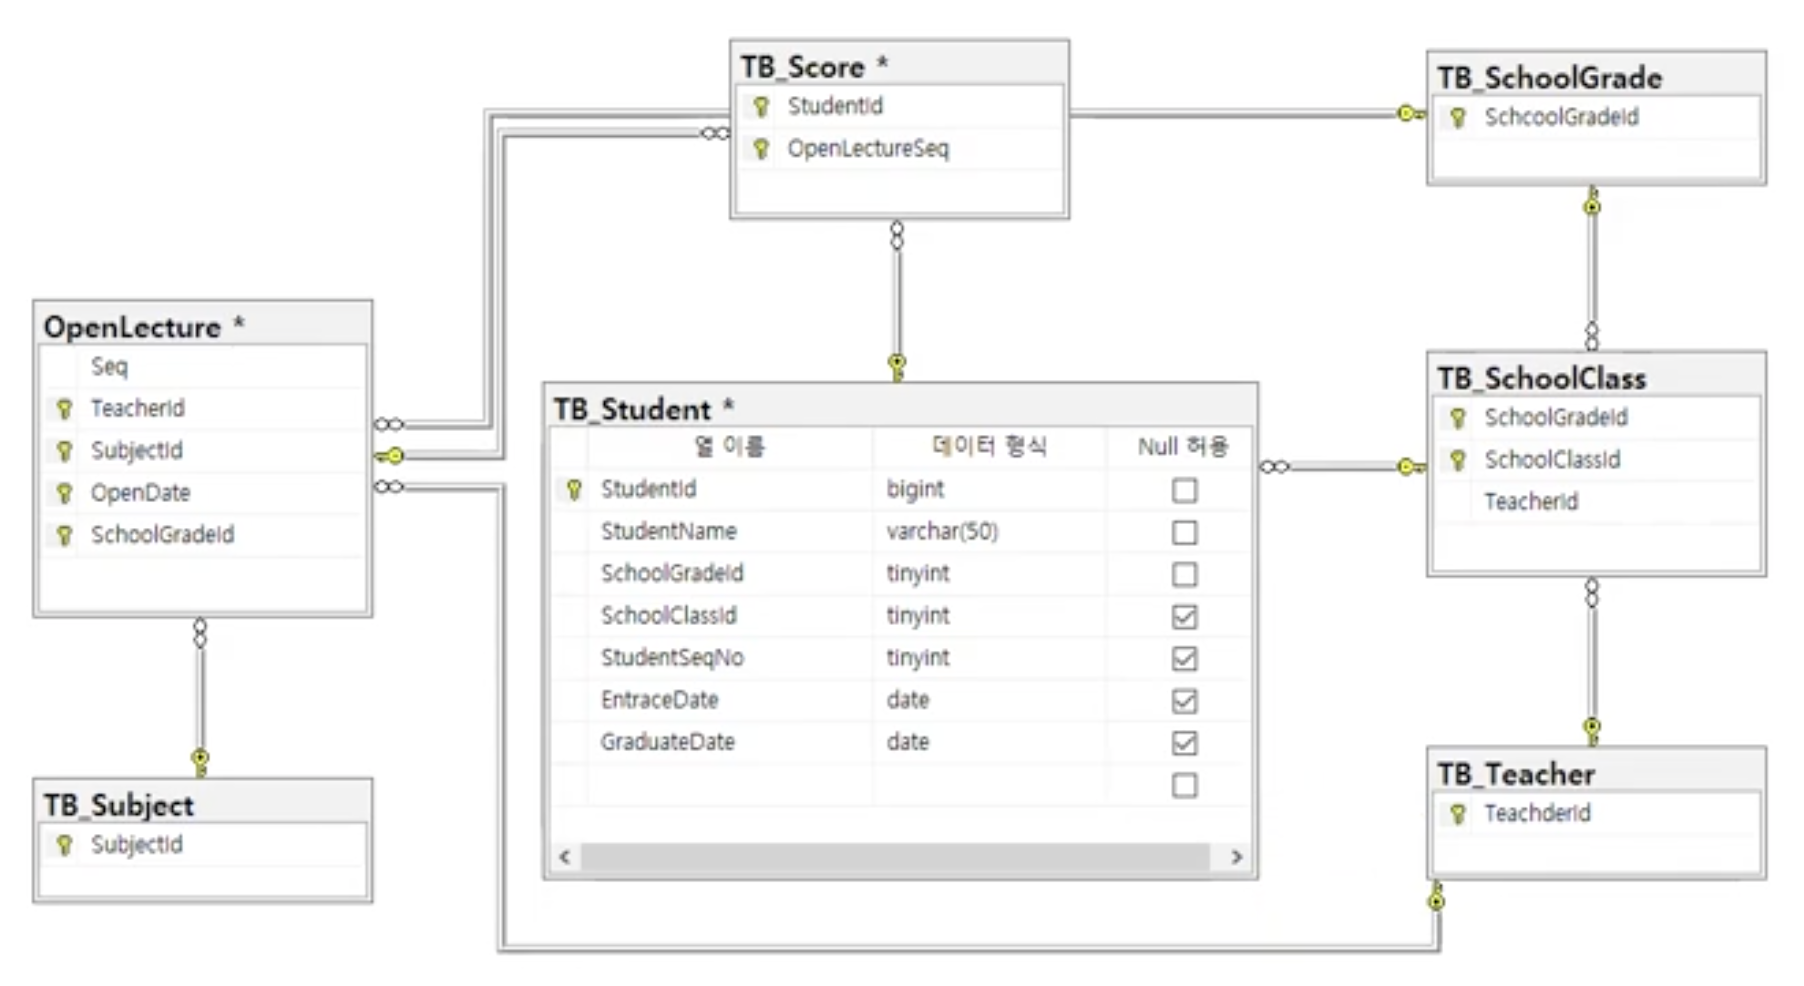 TB_Score *
StudentId
OpenLectureSeq
TB_SchoolGrade
SchcoolGradeId
OpenLecture *
Seq
TeacherId
SubjectId
OpenDate
SchoolGradeId
TB_Student *
열 이름 데이터 형식 Null 허용
StudentId bigint
StudentName varchar(50)
SchoolGradeId tinyint
SchoolClassId tinyint
StudentSeqNo tinyint
EntraceDate date
GraduateDate date
TB_SchoolClass
SchoolGradeId
SchoolClassId
TeacherId
TB_Subject
SubjectId
TB_Teacher
TeachderId